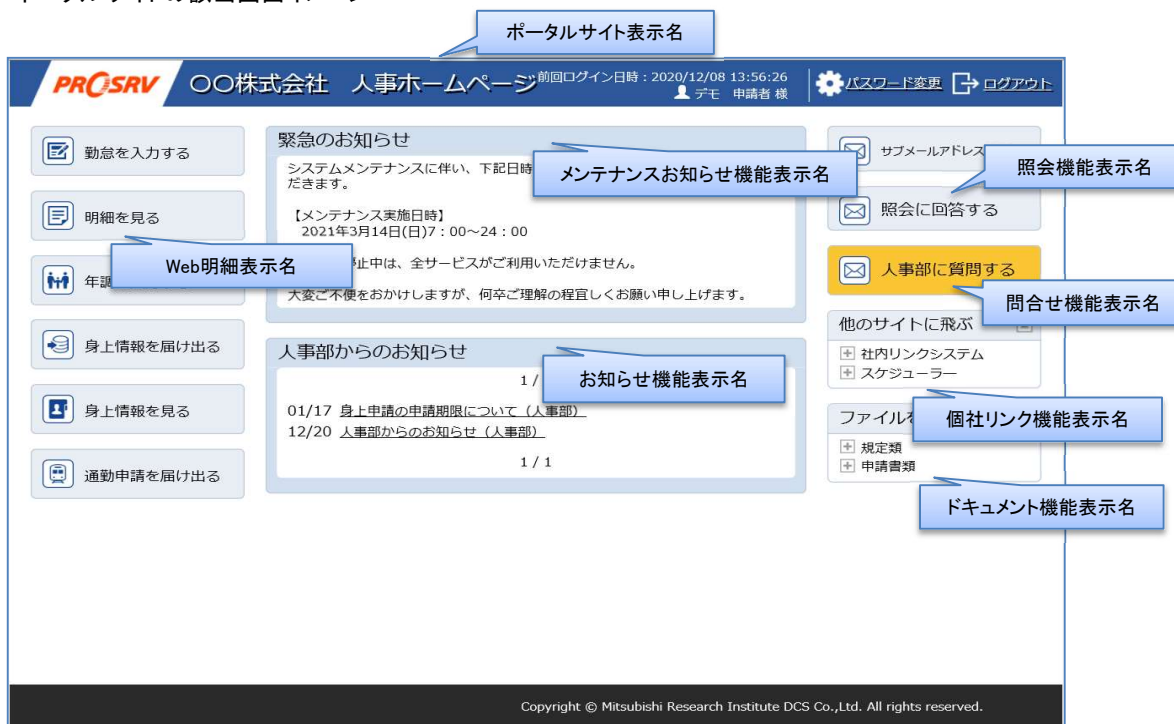 ポータルサイト表示名
PROSRV 〇〇株式会社 人事ホームページ 前回ログイン日時：2020/12/08 13:56:26
デモ 申請者 様
パスワード変更 ログアウト
勤怠を入力する
明細を見る
Web明細表示名
年調
身上情報を届け出る
身上情報を見る
通勤申請を届け出る
緊急のお知らせ
システムメンテナンスに伴い、下記日時
だきます。
メンテナンスお知らせ機能表示名
【メンテナンス実施日時】
2021年3月14日(日)7：00～24：00
止中は、全サービスがご利用いただけません。
大変ご不便をおかけしますが、何卒ご理解の程宜しくお願い申し上げます。
人事部からのお知らせ
1 /
お知らせ機能表示名
01/17 身上申請の申請期限について（人事部）
12/20 人事部からのお知らせ（人事部）
1 / 1
サブメールアドレス
照会機能表示名
照会に回答する
人事部に質問する
問合せ機能表示名
他のサイトに飛ぶ
社内リンクシステム
スケジューラー
個社リンク機能表示名
ファイル
規定類
申請書類
ドキュメント機能表示名
Copyright © Mitsubishi Research Institute DCS Co.,Ltd. All rights reserved.